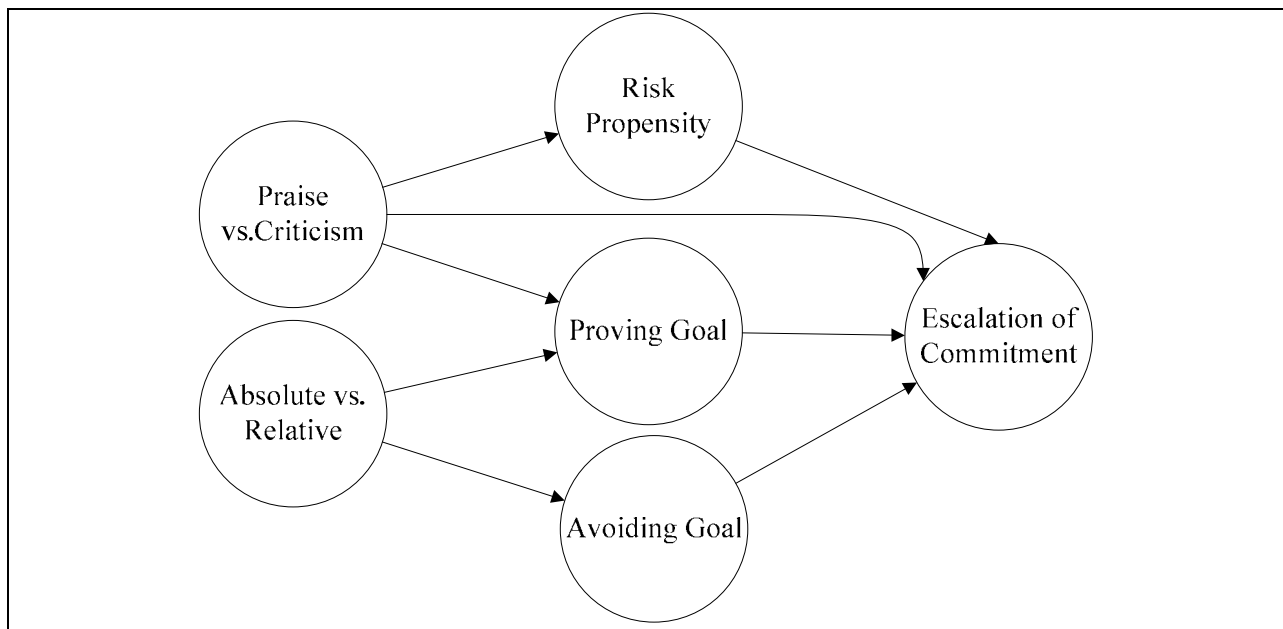 Risk
Propensity
Praise
vs.Criticism
Proving Goal
Escalation of
Commitment
Absolute vs.
Relative
Avoiding Goal